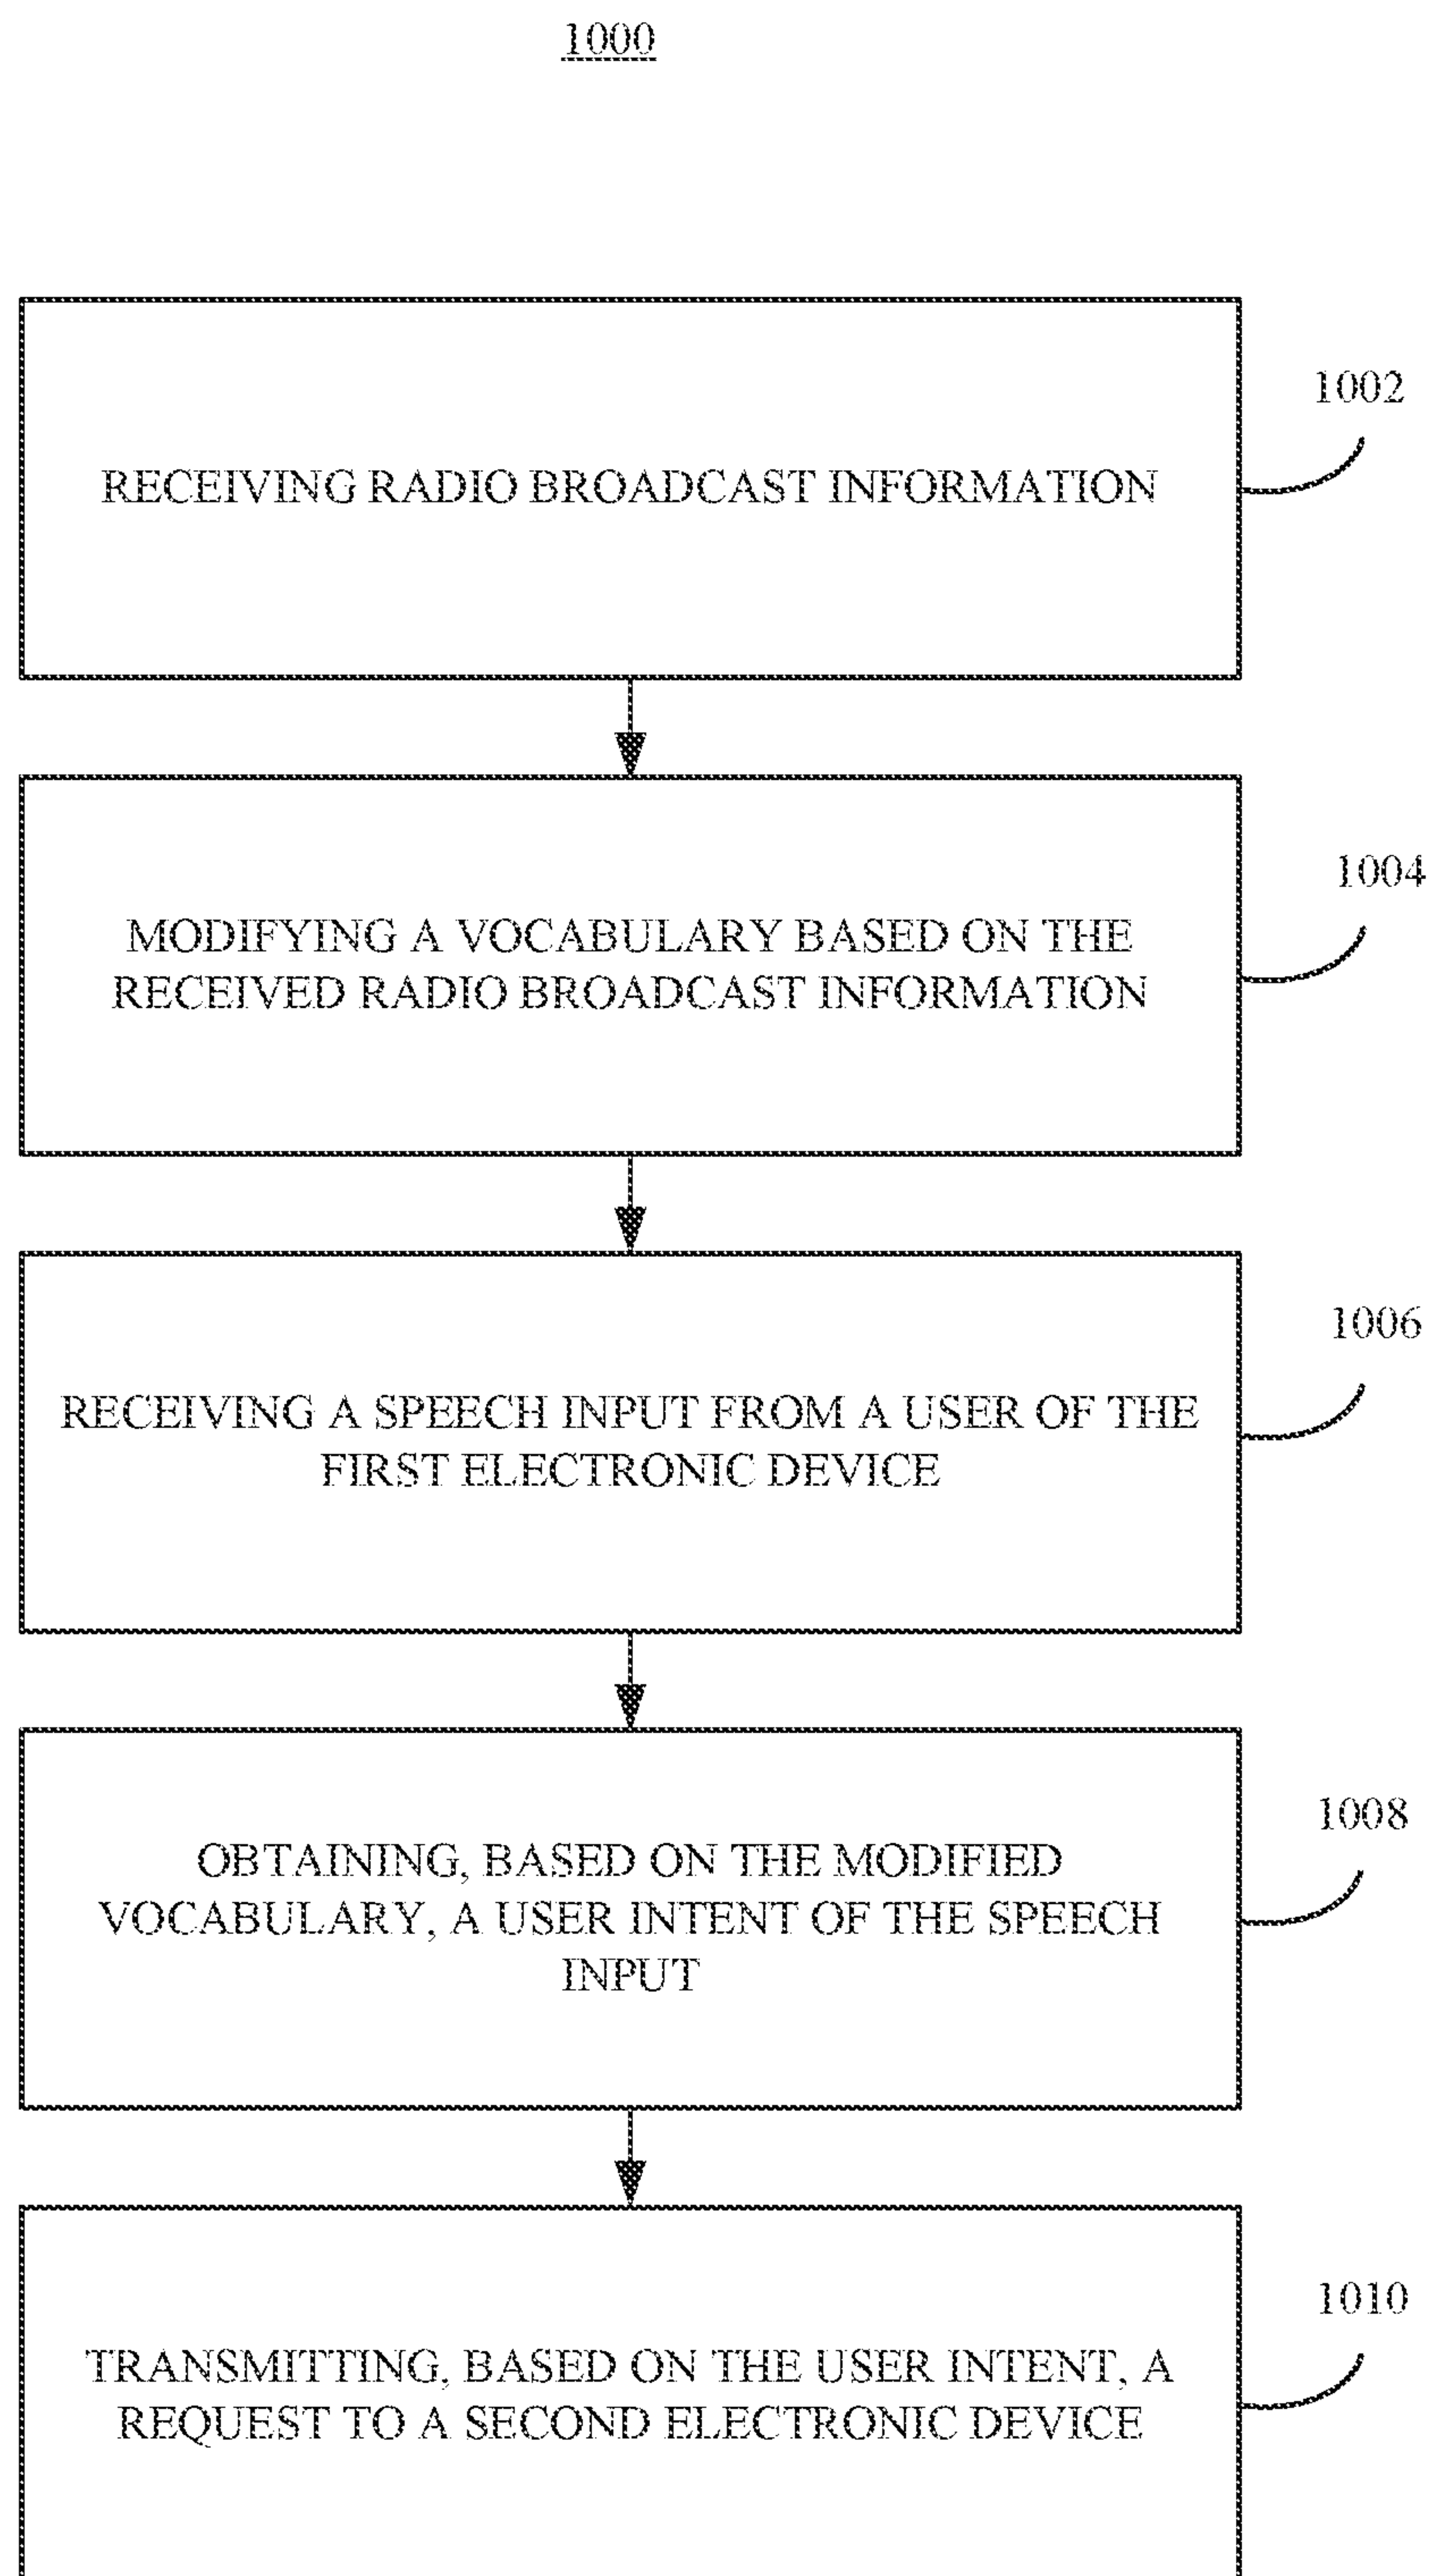 1000
1002
RECEIVING RADIO BROADCAST INFORMATION
1004
MODIFYING A VOCABULARY BASED ON THE
RECEIVED RADIO BROADCAST INFORMATION
1006
RECEIVING A SPEECH INPUT FROM A USER OF THE
FIRST ELECTRONIC DEVICE
1008
OBTAINING, BASED ON THE MODIFIED
VOCABULARY, A USER INTENT OF THE SPEECH
INPUT
1010
TRANSMITTING, BASED ON THE USER INTENT, A
REQUEST TO A SECOND ELECTRONIC DEVICE